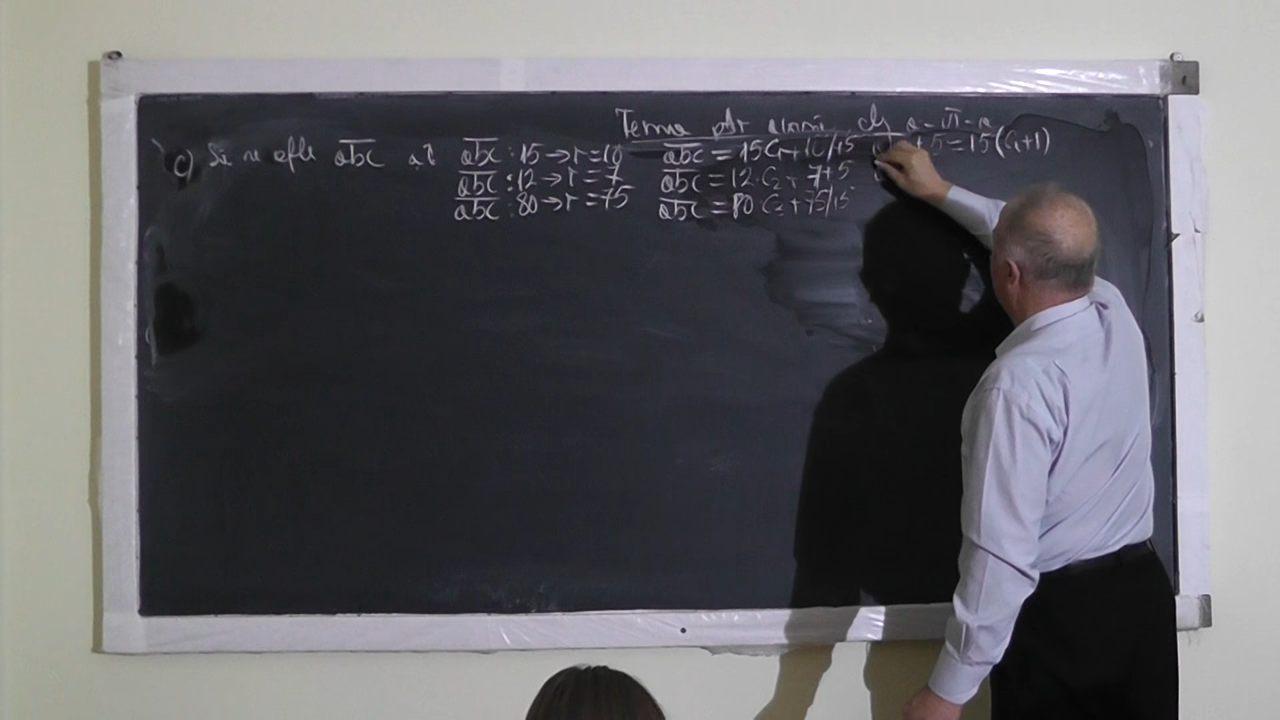 Tema pt
c) Să se afle abc aî abc : 15 → r = 10 abc = 15C₁ + 10 /+5 + 5 = 15(C₁+1)
abc : 12 → r = 7 abc = 12 · C₂ + 7 +5
abc : 80 → r = 75 abc = 80 C₃ + 75 /+5